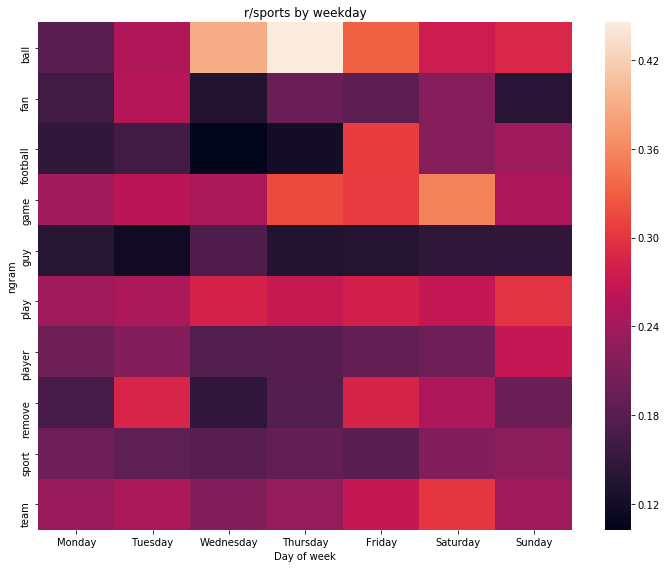 r/sports by weekday
ngram
ball
fan
football
game
guy
play
player
remove
sport
team
Monday Tuesday Wednesday Thursday Friday Saturday Sunday
Day of week
0.42
0.36
0.30
0.24
0.18
0.12